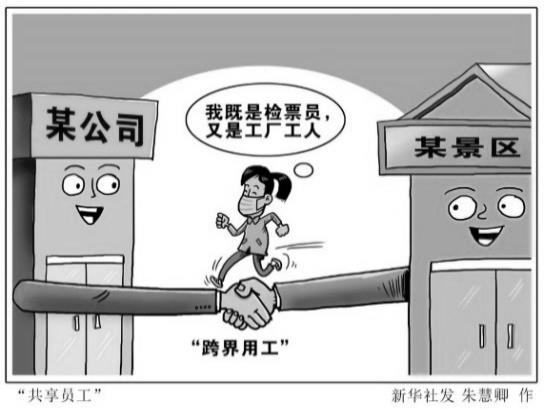 某公司
我既是检票员，
又是工厂工人
某景区
“跨界用工”
“共享员工”
新华社发 朱慧卿 作